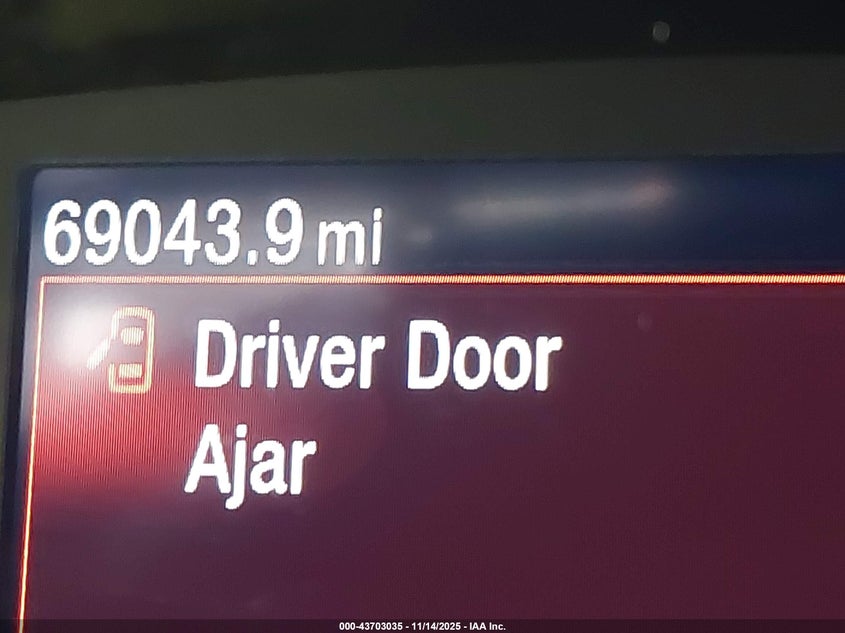 69043.9 mi
Driver Door
Ajar
000-43703035 - 11/14/2025 - IAA Inc.